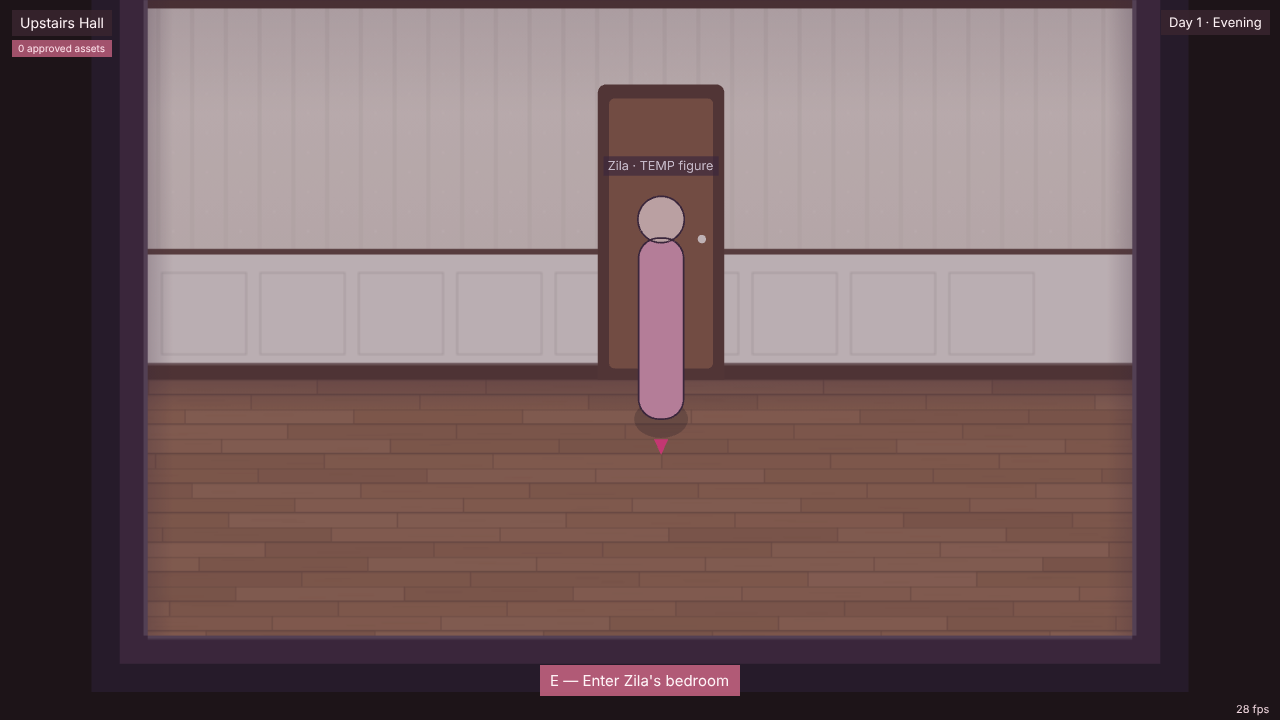 Upstairs Hall
Day 1 · Evening
0 approved assets
Zila · TEMP figure
E — Enter Zila's bedroom
28 fps